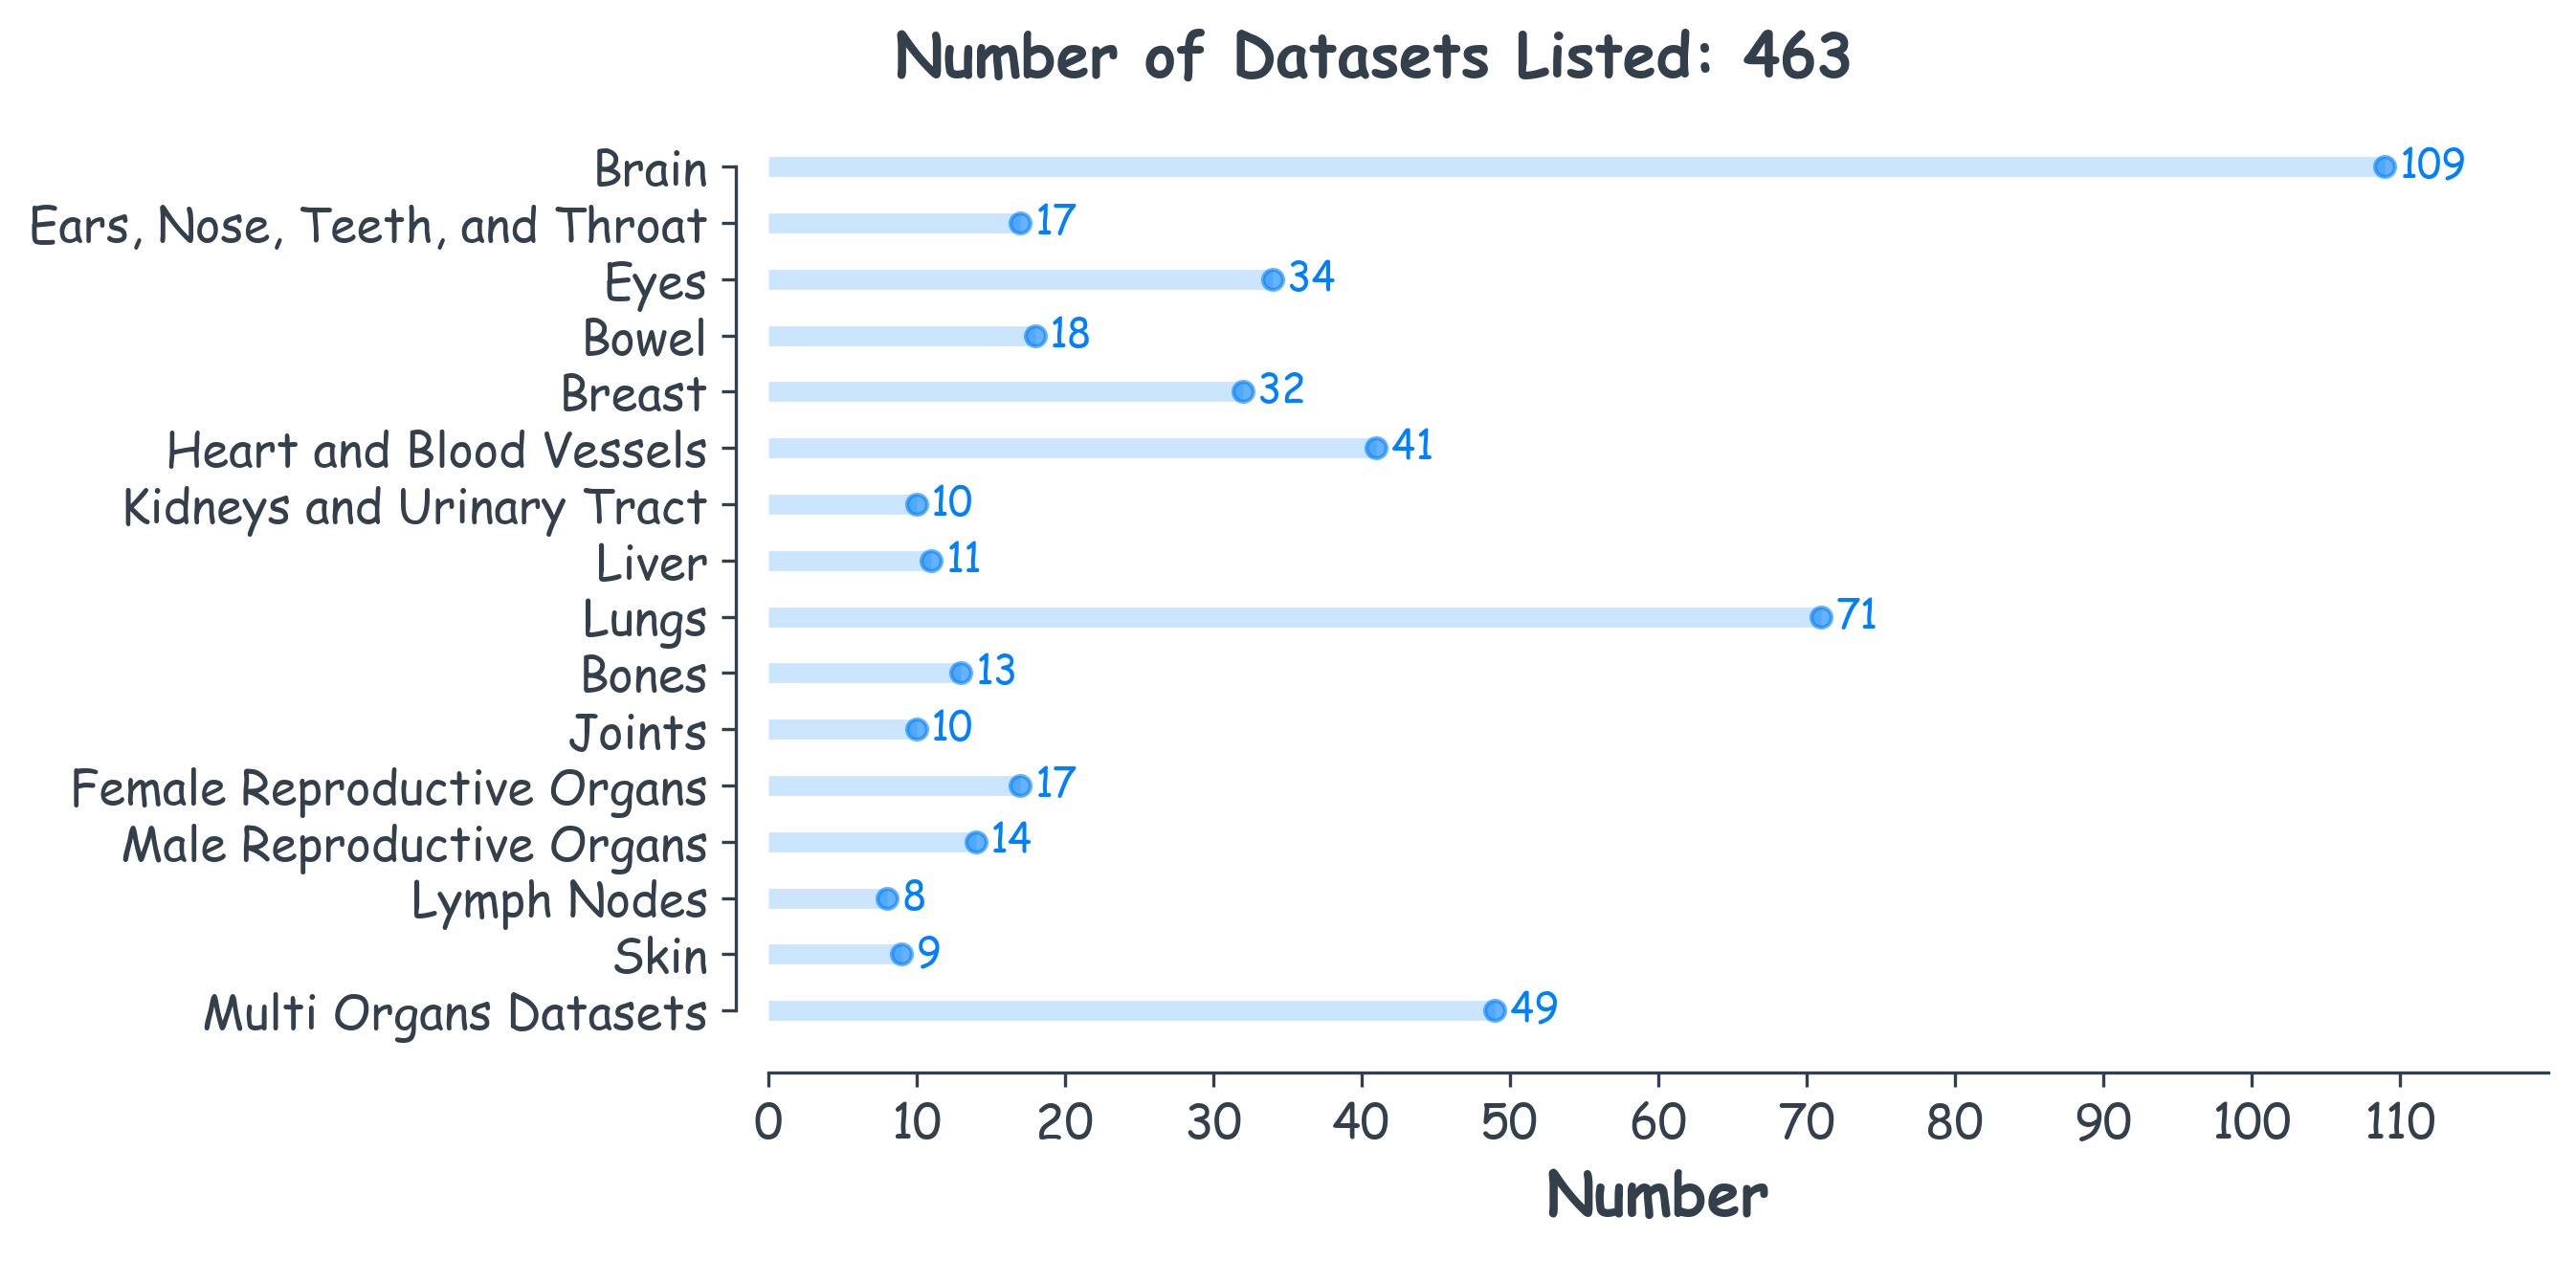 Number of Datasets Listed: 463
Brain 109
Ears, Nose, Teeth, and Throat 17
Eyes 34
Bowel 18
Breast 32
Heart and Blood Vessels 41
Kidneys and Urinary Tract 10
Liver 11
Lungs 71
Bones 13
Joints 10
Female Reproductive Organs 17
Male Reproductive Organs 14
Lymph Nodes 8
Skin 9
Multi Organs Datasets 49
0 10 20 30 40 50 60 70 80 90 100 110
Number